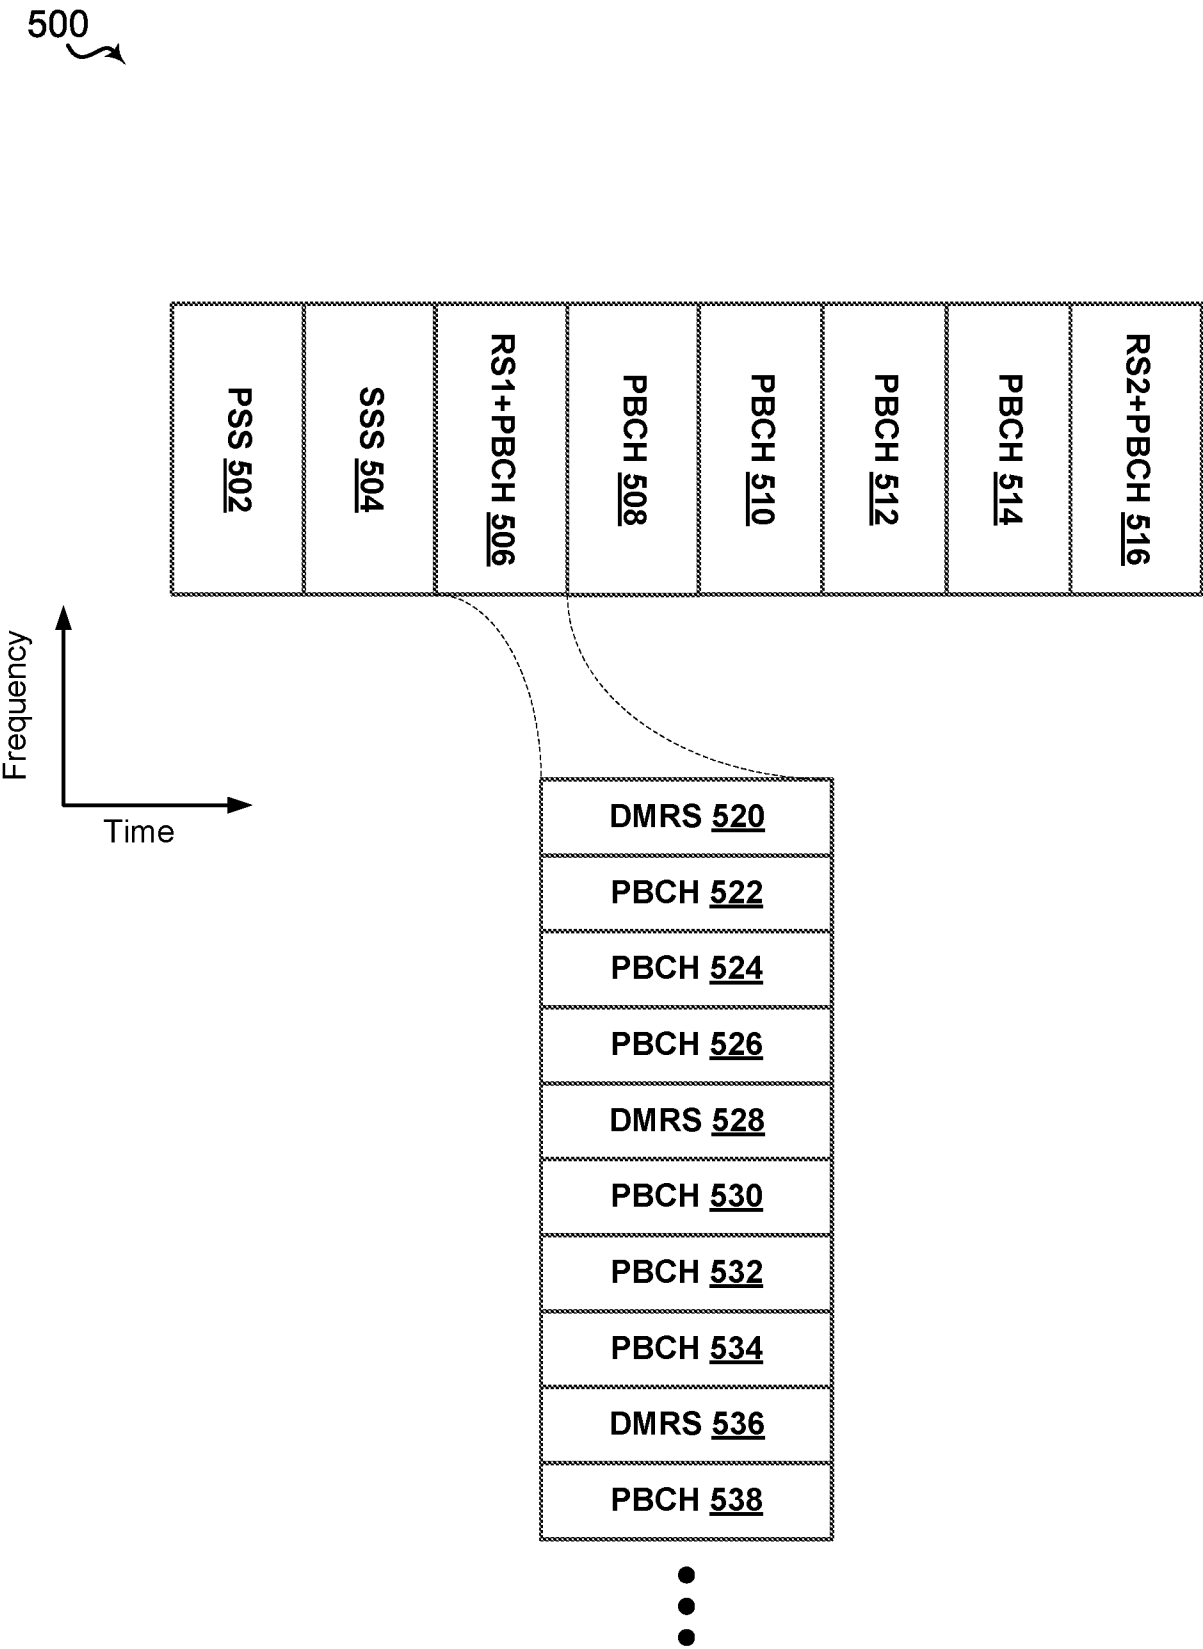 500
PSS 502
SSS 504
RS1+PBCH 506
PBCH 508
PBCH 510
PBCH 512
PBCH 514
RS2+PBCH 516
Frequency
Time
DMRS 520
PBCH 522
PBCH 524
PBCH 526
DMRS 528
PBCH 530
PBCH 532
PBCH 534
DMRS 536
PBCH 538